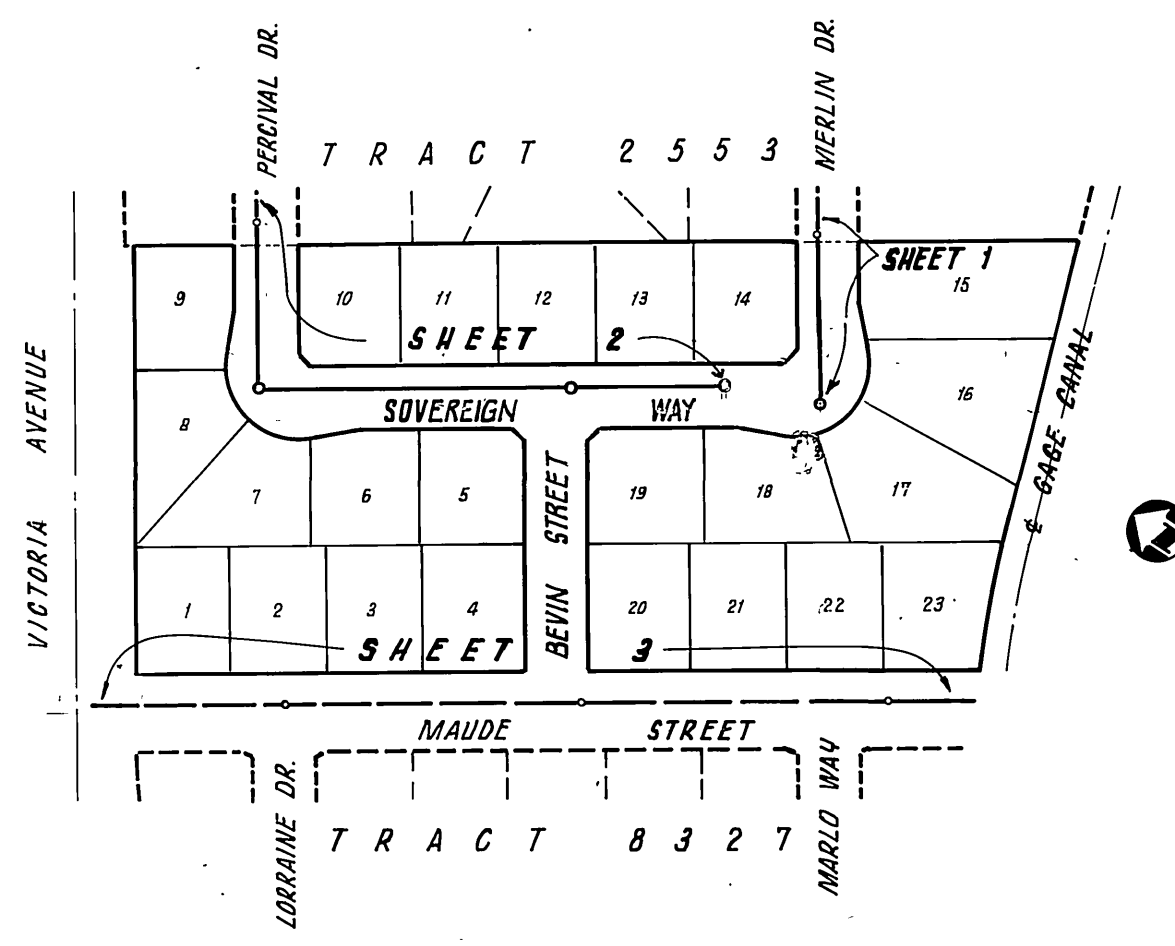 PERCIVAL DR.
MERLIN DR.
TRACT 2553
SHEET 1
9
10
11
12
13
14
15
SHEET 2
16
GAGE CANAL
VICTORIA AVENUE
SOVEREIGN WAY
8
7
6
5
BEVIN STREET
19
18
17
1
2
3
4
20
21
22
23
SHEET 3
MAUDE STREET
LORRAINE DR.
MARLO WAY
TRACT 8327